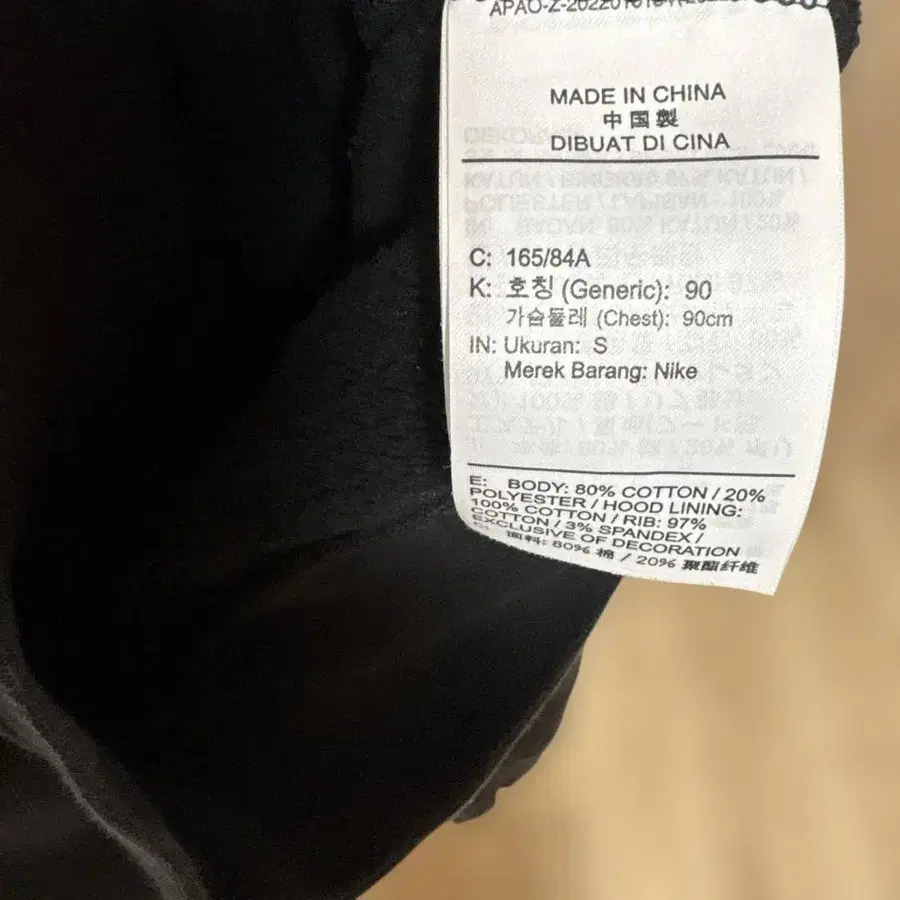 MADE IN CHINA
中国製
DIBUAT DI CINA
C: 165/84A
K: 호칭 (Generic): 90
가슴둘레 (Chest): 90cm
IN: Ukuran: S
Merek Barang: Nike
E: BODY: 80% COTTON / 20%
POLYESTER / HOOD LINING:
100% COTTON / RIB: 97%
COTTON / 3% SPANDEX /
EXCLUSIVE OF DECORATION
C: 面料: 80% 棉 / 20% 聚酯纤维